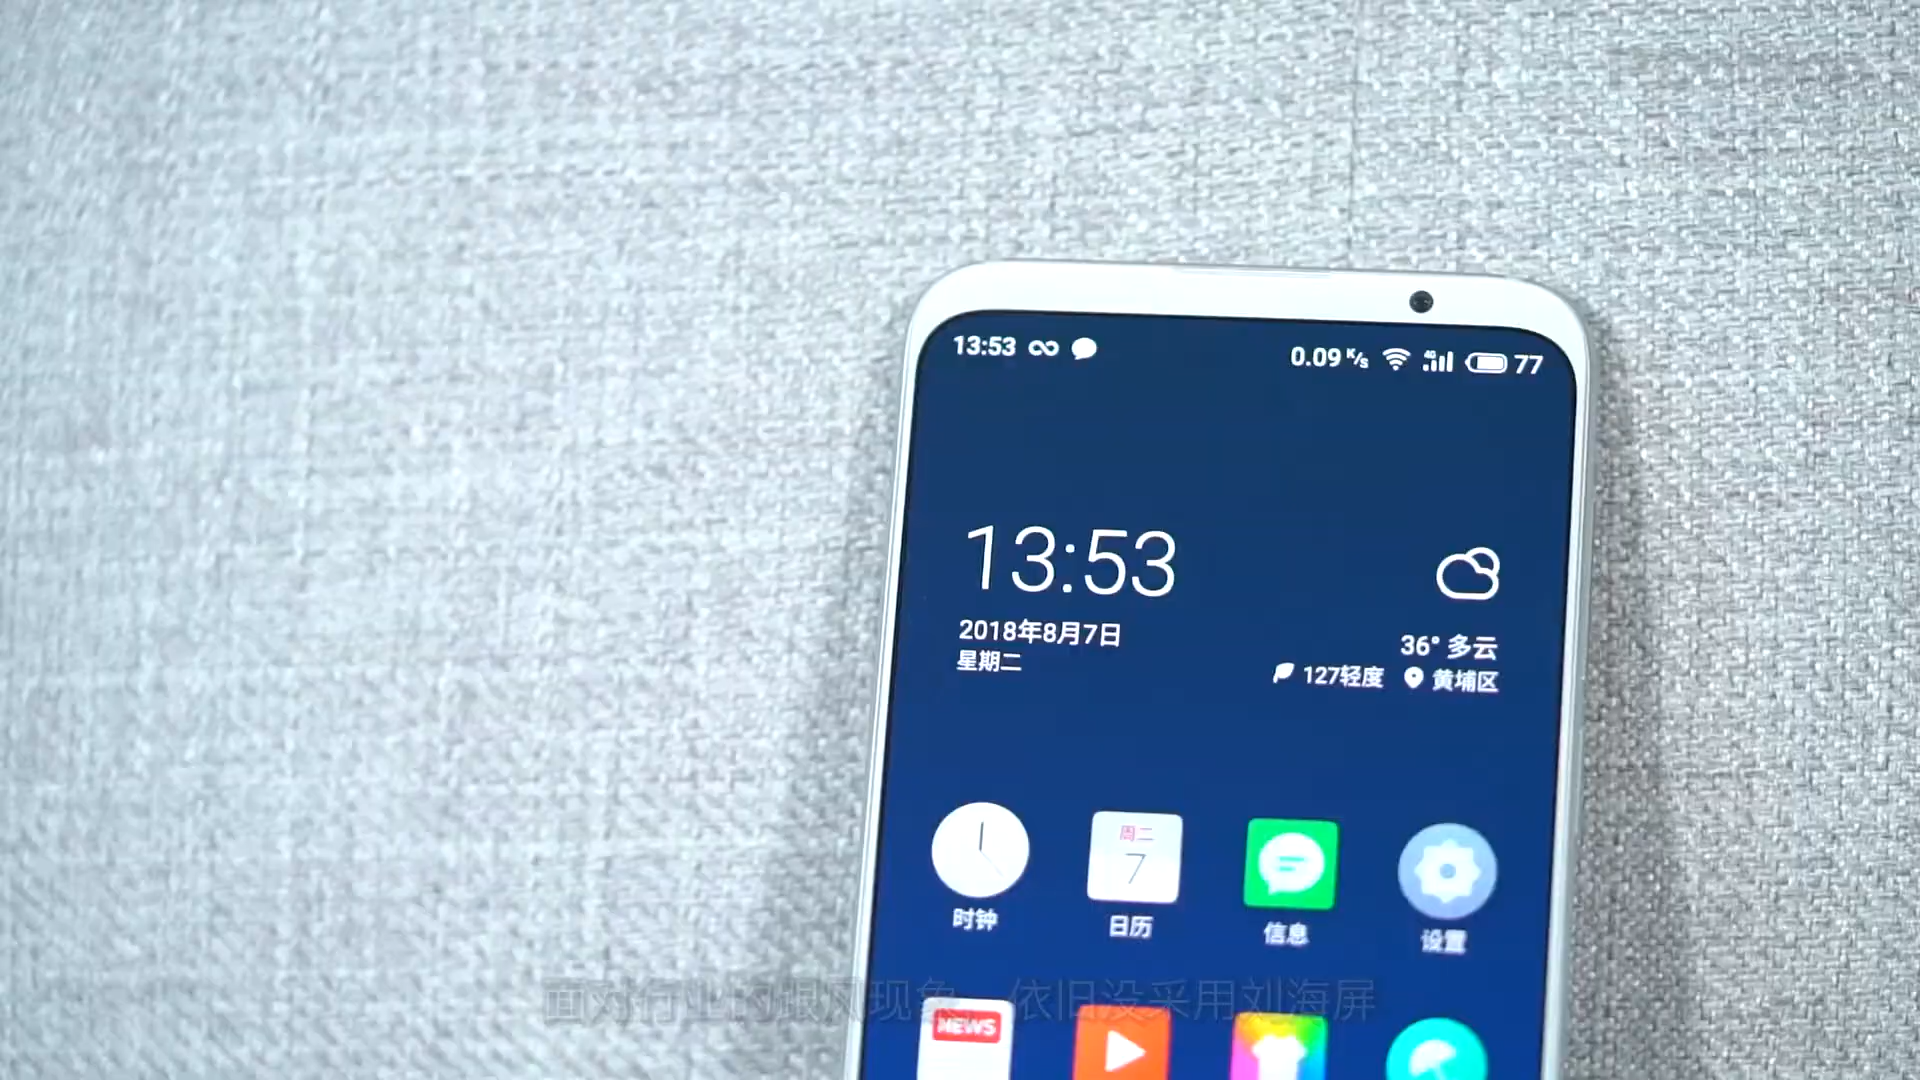 13:53
0.09 K/s 4G 77
13:53
2018年8月7日
星期二
36° 多云
127轻度 黄埔区
周二
7
时钟
日历
信息
设置
面对行业的跟风现象，依旧没采用刘海屏
NEWS